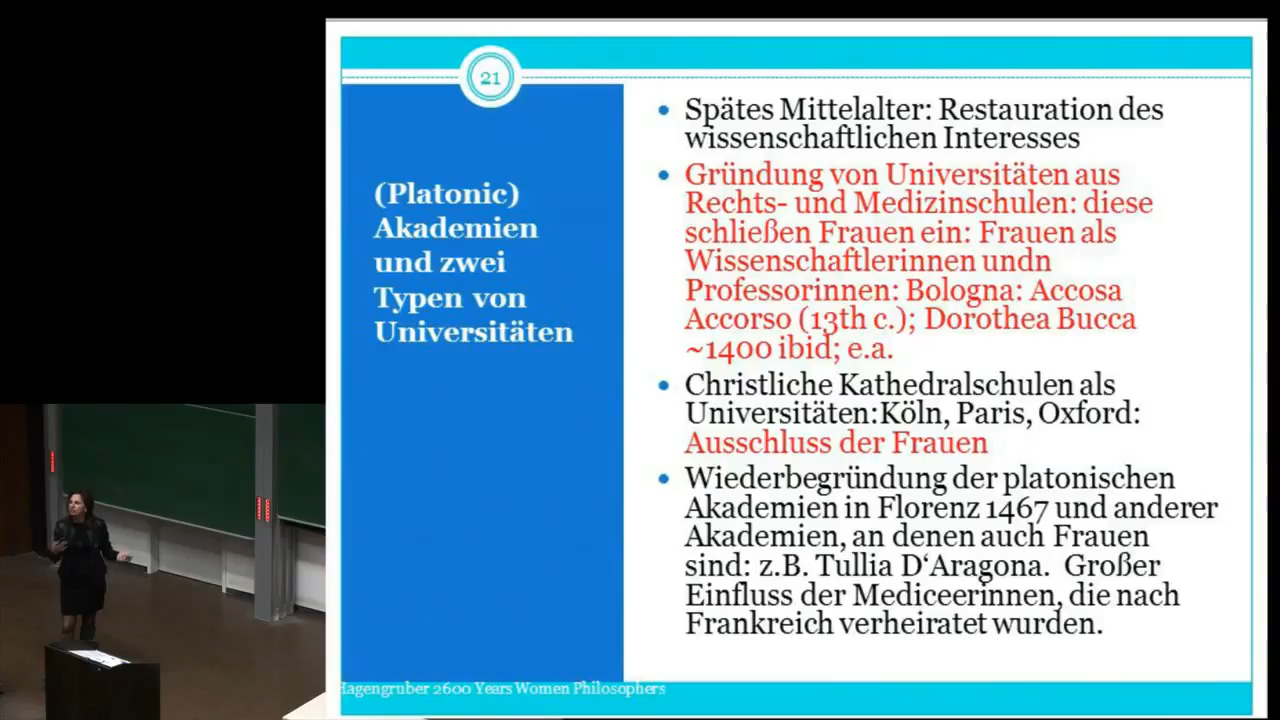 21
(Platonic)
Akademien
und zwei
Typen von
Universitäten
• Spätes Mittelalter: Restauration des
wissenschaftlichen Interesses
• Gründung von Universitäten aus
Rechts- und Medizinschulen: diese
schließen Frauen ein: Frauen als
Wissenschaftlerinnen undn
Professorinnen: Bologna: Accosa
Accorso (13th c.); Dorothea Bucca
~1400 ibid; e.a.
• Christliche Kathedralschulen als
Universitäten:Köln, Paris, Oxford:
Ausschluss der Frauen
• Wiederbegründung der platonischen
Akademien in Florenz 1467 und anderer
Akademien, an denen auch Frauen
sind: z.B. Tullia D‘Aragona. Großer
Einfluss der Mediceerinnen, die nach
Frankreich verheiratet wurden.
Hagengruber 2600 Years Women Philosophers